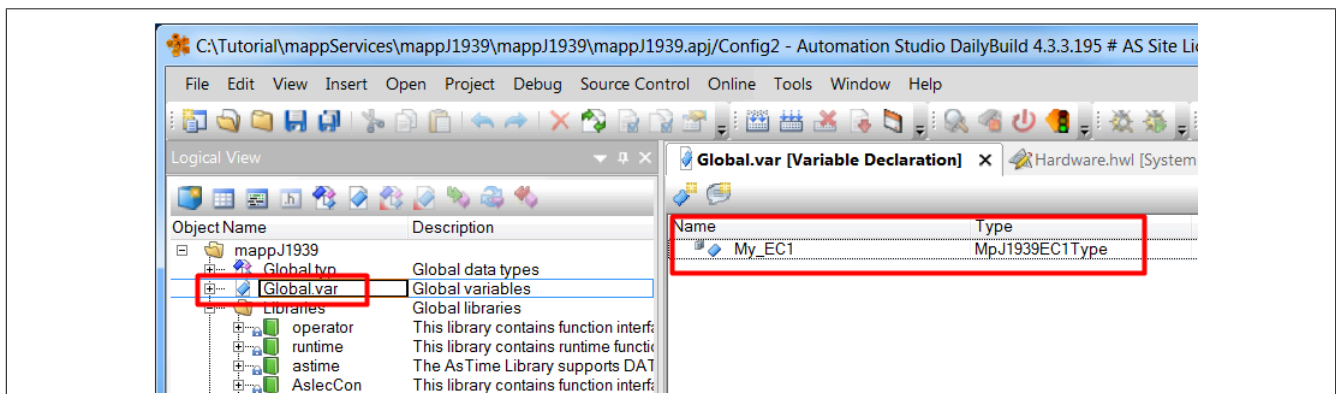 C:\Tutorial\mappServices\mappJ1939\mappJ1939\mappJ1939.apj/Config2 - Automation Studio DailyBuild 4.3.3.195 # AS Site
File Edit View Insert Open Project Debug Source Control Online Tools Window Help
Logical View
Global.var [Variable Declaration] Hardware.hwl [System
Object Name Description
Name Type
mappJ1939
My_EC1 MpJ1939EC1Type
Global.typ Global data types
Global.var Global variables
Libraries Global libraries
operator This library contains function interfa
runtime This library contains runtime functio
astime The AsTime Library supports DAT
AsIecCon This library contains function interfa